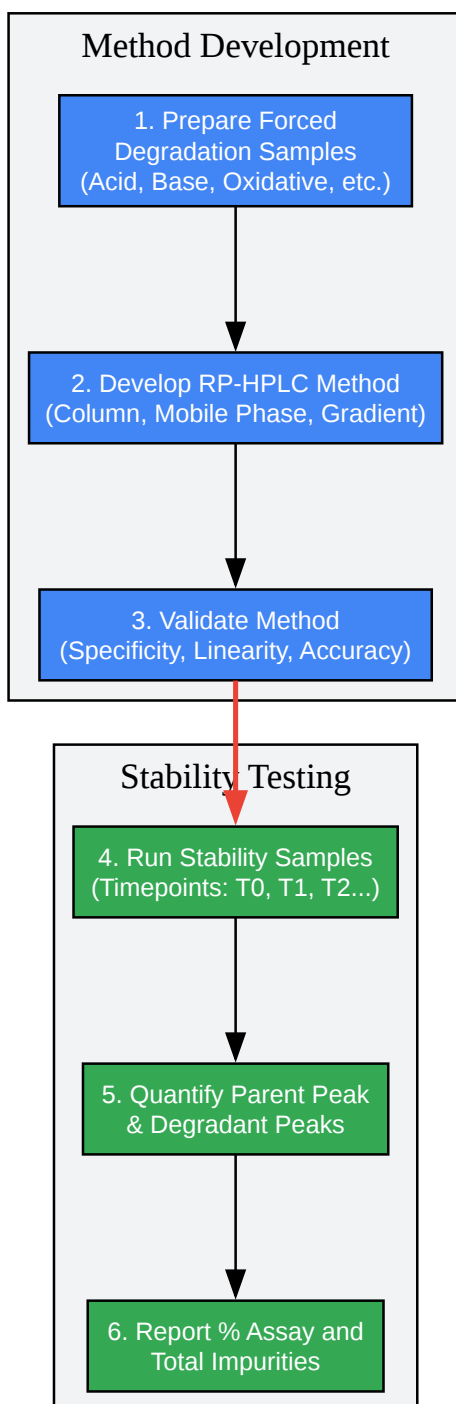 Method Development
1. Prepare Forced
Degradation Samples
(Acid, Base, Oxidative, etc.)
2. Develop RP-HPLC Method
(Column, Mobile Phase, Gradient)
3. Validate Method
(Specificity, Linearity, Accuracy)
Stability Testing
4. Run Stability Samples
(Timepoints: T0, T1, T2...)
5. Quantify Parent Peak
& Degradant Peaks
6. Report % Assay and
Total Impurities